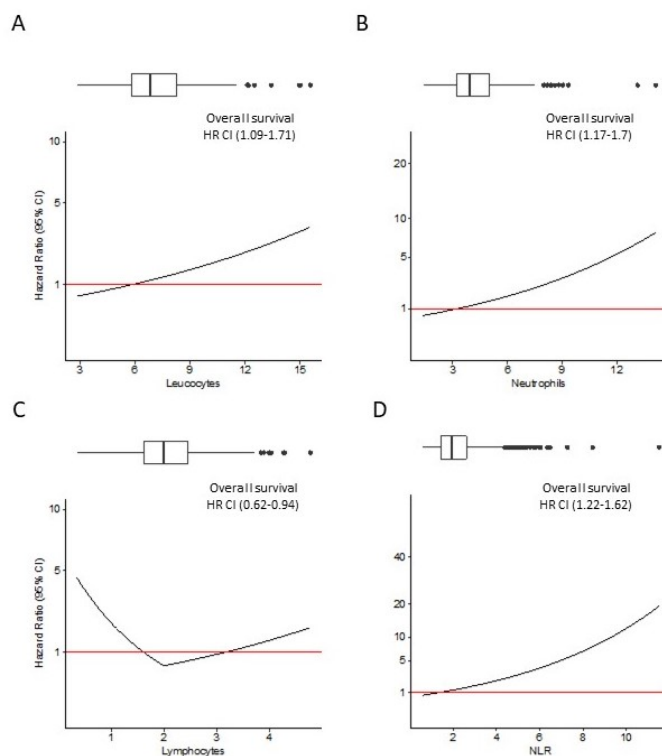 A
Overall survival
HR CI (1.09-1.71)
Hazard Ratio (95% CI)
10
5
1
3
6
9
12
15
Leucocytes
B
Overall survival
HR CI (1.17-1.7)
20
10
5
1
3
6
9
12
Neutrophils
C
Overall survival
HR CI (0.62-0.94)
Hazard Ratio (95% CI)
10
5
1
1
2
3
4
Lymphocytes
D
Overall survival
HR CI (1.22-1.62)
40
20
10
5
1
2
4
6
8
10
NLR